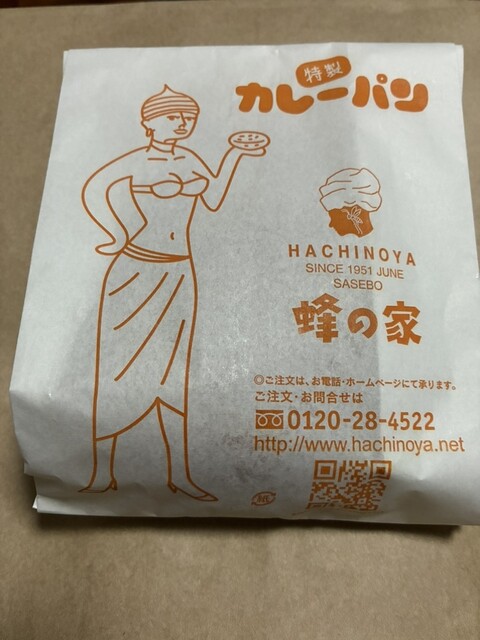 特製
カレーパン
HACHINOYA
SINCE 1951 JUNE
SASEBO
蜂の家
◎ご注文は、お電話・ホームページにて承ります。
ご注文・お問合せは
0120-28-4522
http://www.hachinoya.net
紙